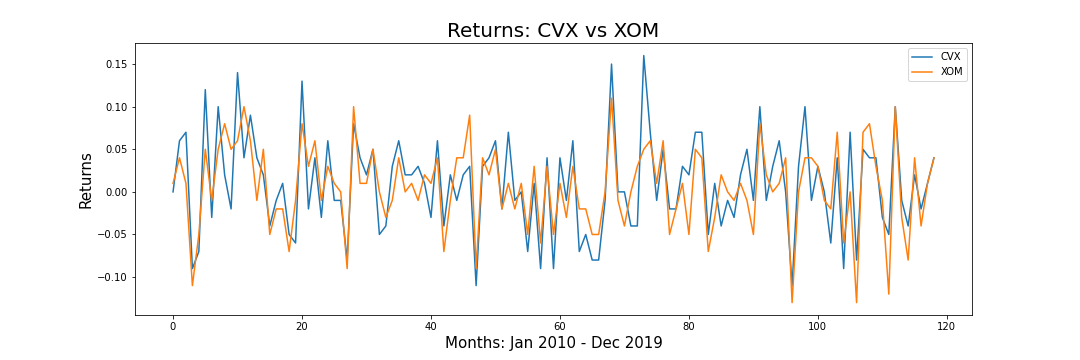 Returns: CVX vs XOM
CVX
XOM
0.15
0.10
0.05
0.00
−0.05
−0.10
Returns
0 20 40 60 80 100 120
Months: Jan 2010 - Dec 2019